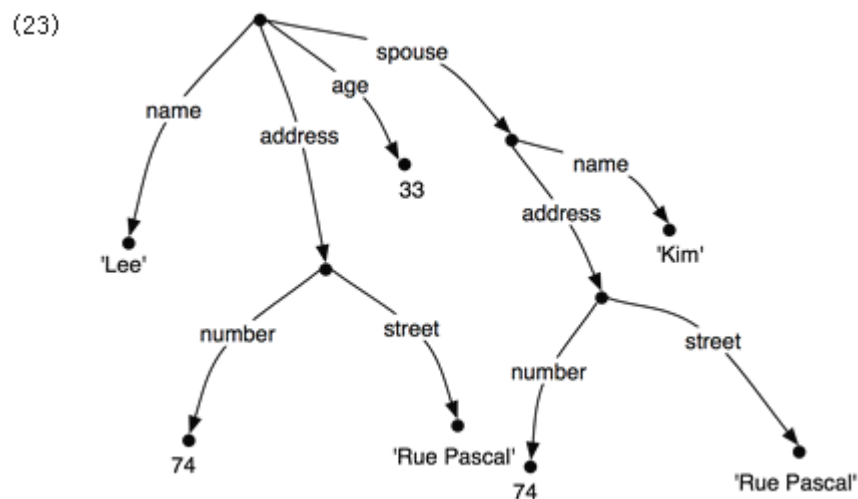 (23)
spouse
age
name
address
33
name
address
'Kim'
'Lee'
number
street
street
number
74
'Rue Pascal'
74
'Rue Pascal'